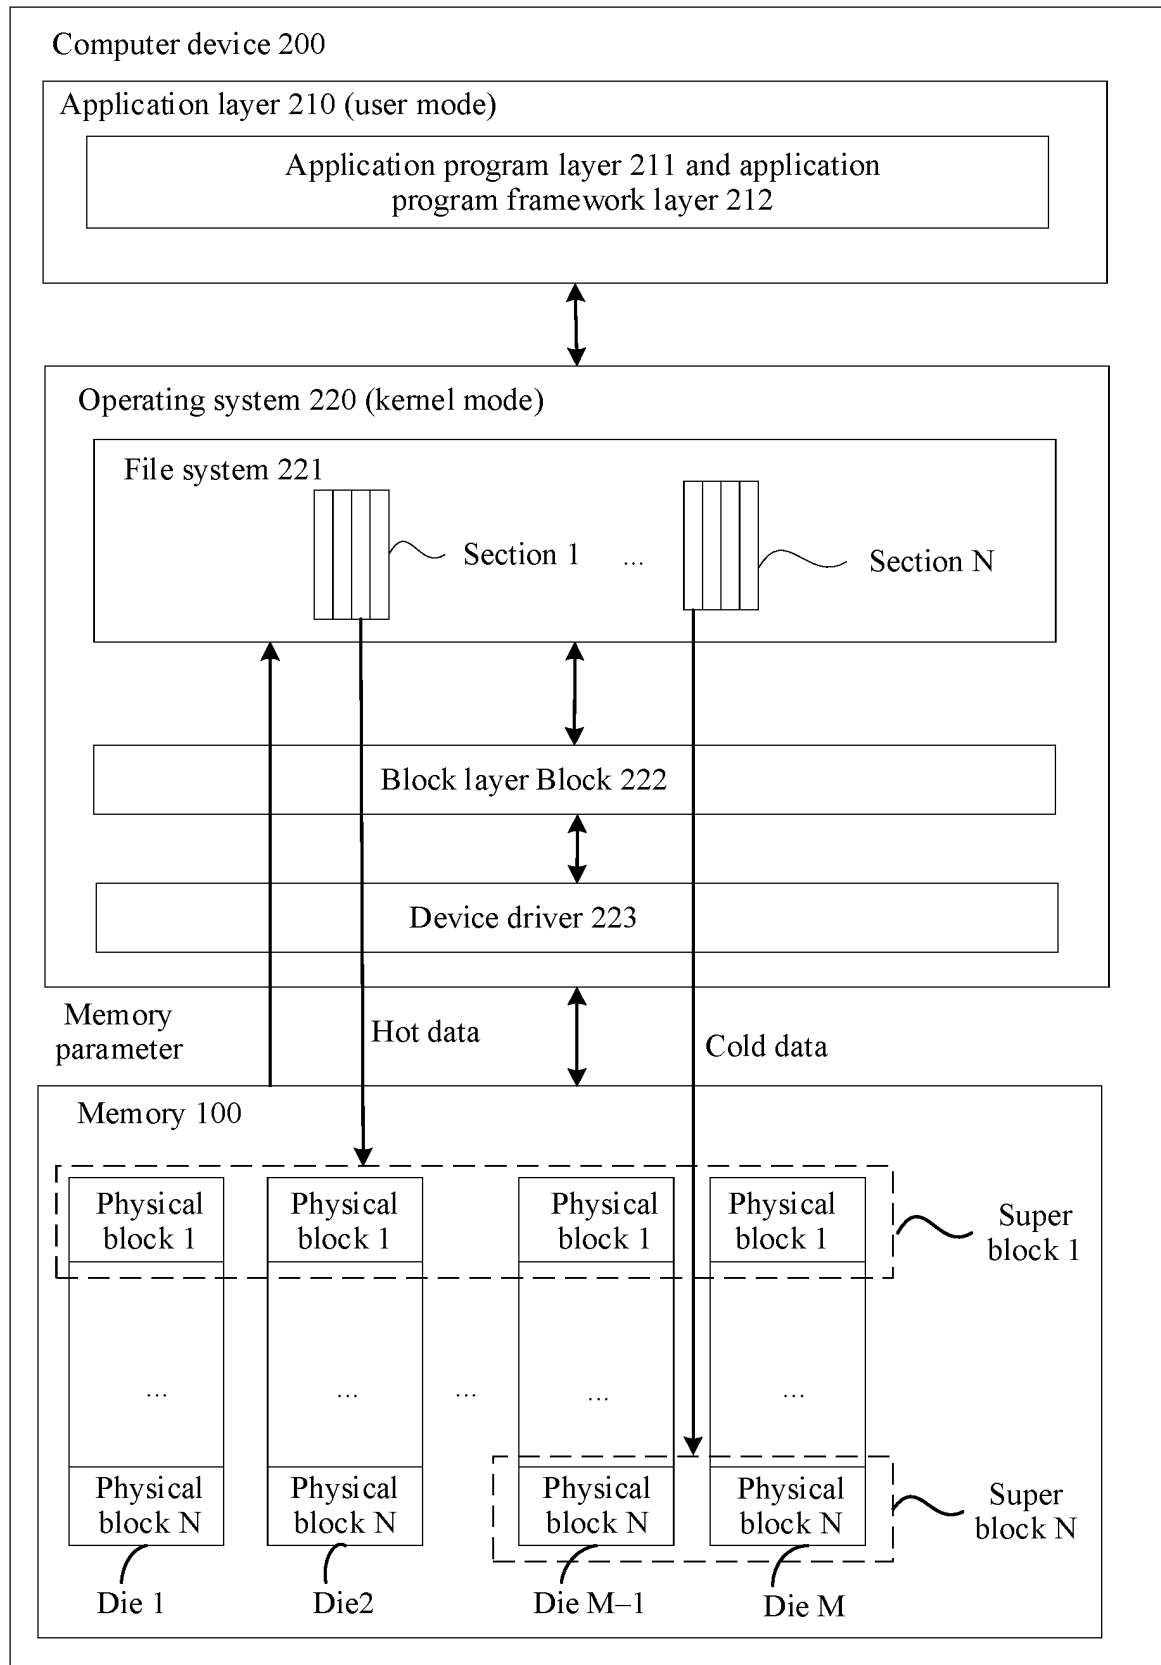 Computer device 200
Application layer 210 (user mode)
Application program layer 211 and application
program framework layer 212
Operating system 220 (kernel mode)
File system 221
Section 1
...
Section N
Block layer Block 222
Device driver 223
Memory
parameter
Hot data
Cold data
Memory 100
Physical
block 1
Physical
block 1
Physical
block 1
Physical
block 1
Super
block 1
...
...
...
...
...
Physical
block N
Physical
block N
Physical
block N
Physical
block N
Super
block N
Die 1
Die2
Die M–1
Die M